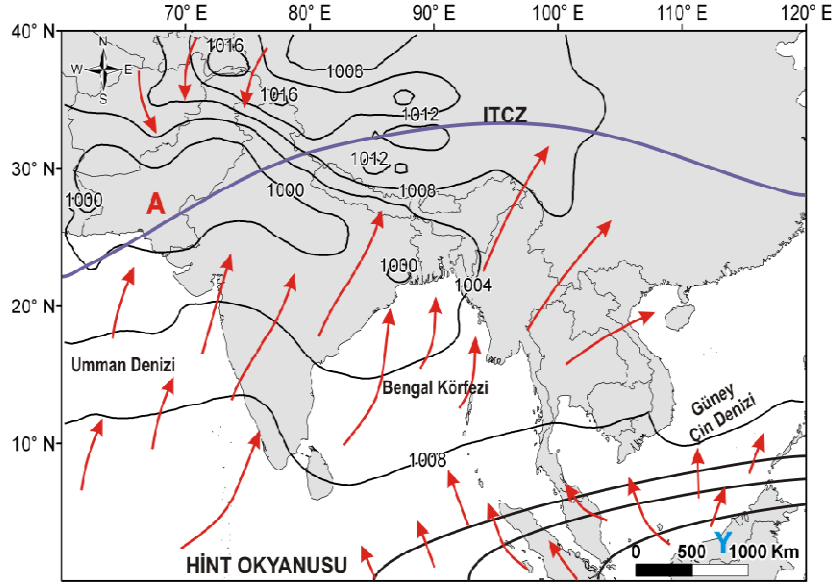 70° E 80° E 90° E 100° E 110° E 120° E
40° N
N
W E
S
1016
1008
1016
1012
ITCZ
1012
30° N
1008
1000
1000
A
1000
1004
20° N
Umman Denizi
Bengal Körfezi
Güney
Çin Denizi
10° N
1008
Y
0 500 1000 Km
HİNT OKYANUSU